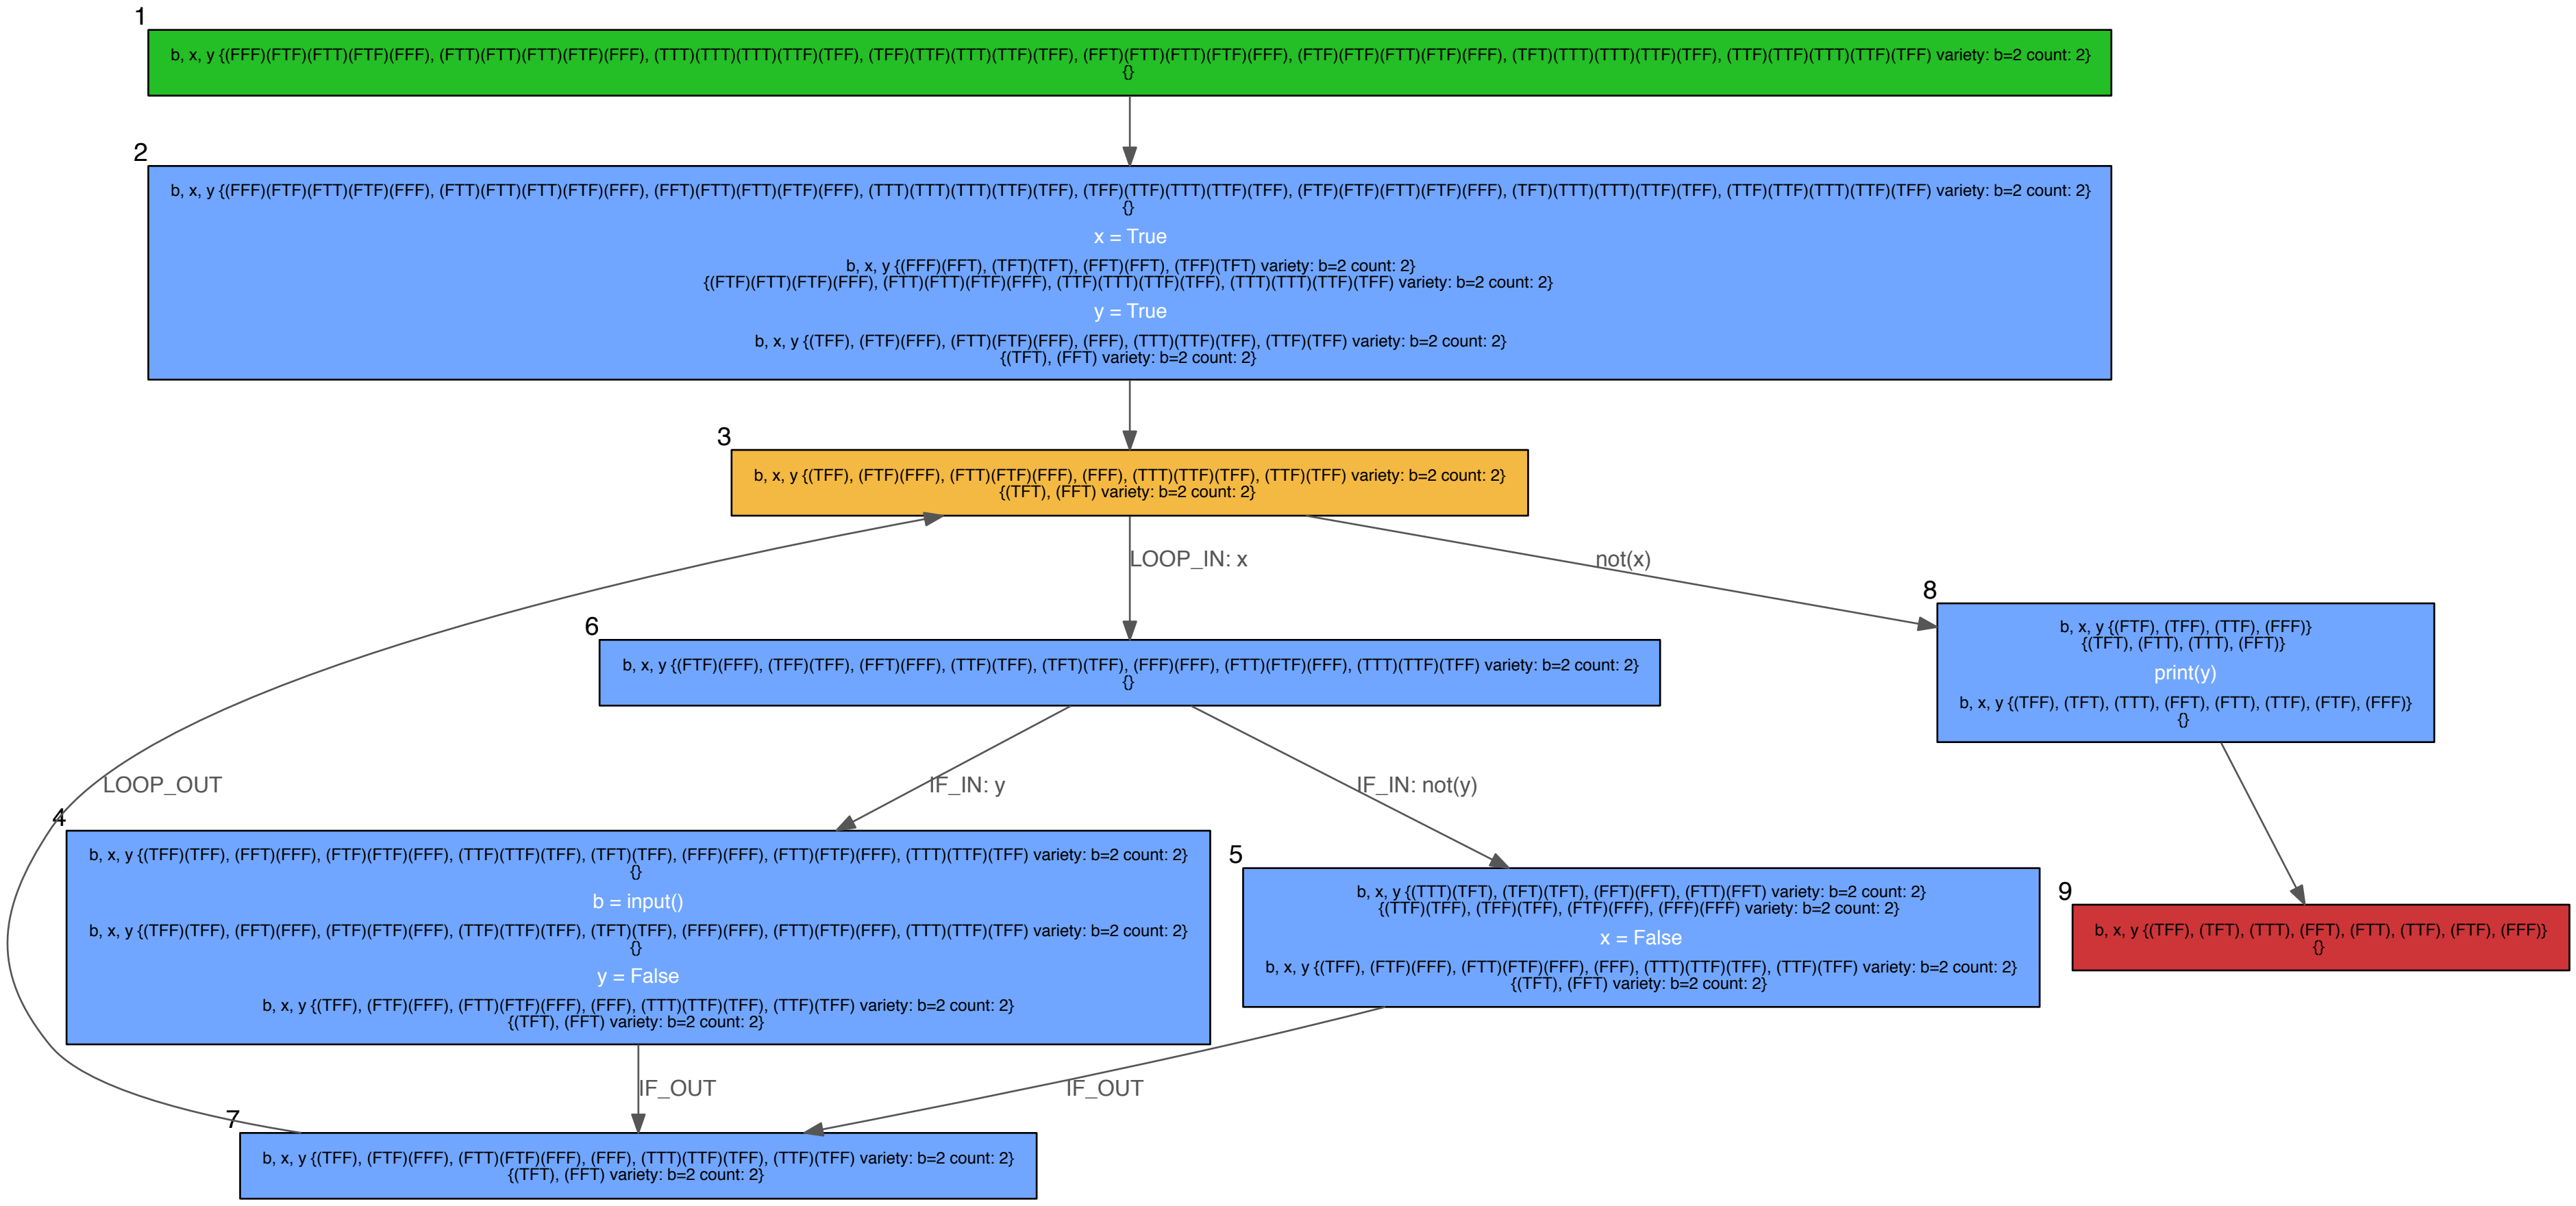 1
b, x, y {(FFF)(FTF)(FTT)(FTF)(FFF), (FTT)(FTT)(FTT)(FTF)(FFF), (TTT)(TTT)(TTT)(TTF)(TFF), (TFF)(TTF)(TTT)(TTF)(TFF), (FFT)(FTT)(FTT)(FTF)(FFF), (FTF)(FTF)(FTT)(FTF)(FFF), (TFT)(TTT)(TTT)(TTF)(TFF), (TTF)(TTF)(TTT)(TTF)(TFF) variety: b=2 count: 2}
{}
2
b, x, y {(FFF)(FTF)(FTT)(FTF)(FFF), (FTT)(FTT)(FTT)(FTF)(FFF), (FFT)(FTT)(FTT)(FTF)(FFF), (TTT)(TTT)(TTT)(TTF)(TFF), (TFF)(TTF)(TTT)(TTF)(TFF), (FTF)(FTF)(FTT)(FTF)(FFF), (TFT)(TTT)(TTT)(TTF)(TFF), (TTF)(TTF)(TTT)(TTF)(TFF) variety: b=2 count: 2}
{}
x = True
b, x, y {(FFF)(FFT), (TFT)(TFT), (FFT)(FFT), (TFF)(TFT) variety: b=2 count: 2}
{(FTF)(FTT)(FTF)(FFF), (FTT)(FTT)(FTF)(FFF), (TTF)(TTT)(TTF)(TFF), (TTT)(TTT)(TTF)(TFF) variety: b=2 count: 2}
y = True
b, x, y {(TFF), (FTF)(FFF), (FTT)(FTF)(FFF), (FFF), (TTT)(TTF)(TFF), (TTF)(TFF) variety: b=2 count: 2}
{(TFT), (FFT) variety: b=2 count: 2}
3
b, x, y {(TFF), (FTF)(FFF), (FTT)(FTF)(FFF), (FFF), (TTT)(TTF)(TFF), (TTF)(TFF) variety: b=2 count: 2}
{(TFT), (FFT) variety: b=2 count: 2}
LOOP_IN: x
not(x)
8
b, x, y {(FTF), (TFF), (TTF), (FFF)}
{(TFT), (FTT), (TTT), (FFT)}
print(y)
b, x, y {(TFF), (TFT), (TTT), (FFT), (FTT), (TTF), (FTF), (FFF)}
{}
6
b, x, y {(FTF)(FFF), (TFF)(TFF), (FFT)(FFF), (TTF)(TFF), (TFT)(TFF), (FFF)(FFF), (FTT)(FTF)(FFF), (TTT)(TTF)(TFF) variety: b=2 count: 2}
{}
LOOP_OUT
IF_IN: y
IF_IN: not(y)
4
b, x, y {(TFF)(TFF), (FFT)(FFF), (FTF)(FTF)(FFF), (TTF)(TTF)(TFF), (TFT)(TFF), (FFF)(FFF), (FTT)(FTF)(FFF), (TTT)(TTF)(TFF) variety: b=2 count: 2}
{}
b = input()
b, x, y {(TFF)(TFF), (FFT)(FFF), (FTF)(FTF)(FFF), (TTF)(TTF)(TFF), (TFT)(TFF), (FFF)(FFF), (FTT)(FTF)(FFF), (TTT)(TTF)(TFF) variety: b=2 count: 2}
{}
y = False
b, x, y {(TFF), (FTF)(FFF), (FTT)(FTF)(FFF), (FFF), (TTT)(TTF)(TFF), (TTF)(TFF) variety: b=2 count: 2}
{(TFT), (FFT) variety: b=2 count: 2}
5
b, x, y {(TTT)(TFT), (TFT)(TFT), (FFT)(FFT), (FTT)(FFT) variety: b=2 count: 2}
{(TTF)(TFF), (TFF)(TFF), (FTF)(FFF), (FFF)(FFF) variety: b=2 count: 2}
x = False
b, x, y {(TFF), (FTF)(FFF), (FTT)(FTF)(FFF), (FFF), (TTT)(TTF)(TFF), (TTF)(TFF) variety: b=2 count: 2}
{(TFT), (FFT) variety: b=2 count: 2}
9
b, x, y {(TFF), (TFT), (TTT), (FFT), (FTT), (TTF), (FTF), (FFF)}
{}
IF_OUT
IF_OUT
7
b, x, y {(TFF), (FTF)(FFF), (FTT)(FTF)(FFF), (FFF), (TTT)(TTF)(TFF), (TTF)(TFF) variety: b=2 count: 2}
{(TFT), (FFT) variety: b=2 count: 2}